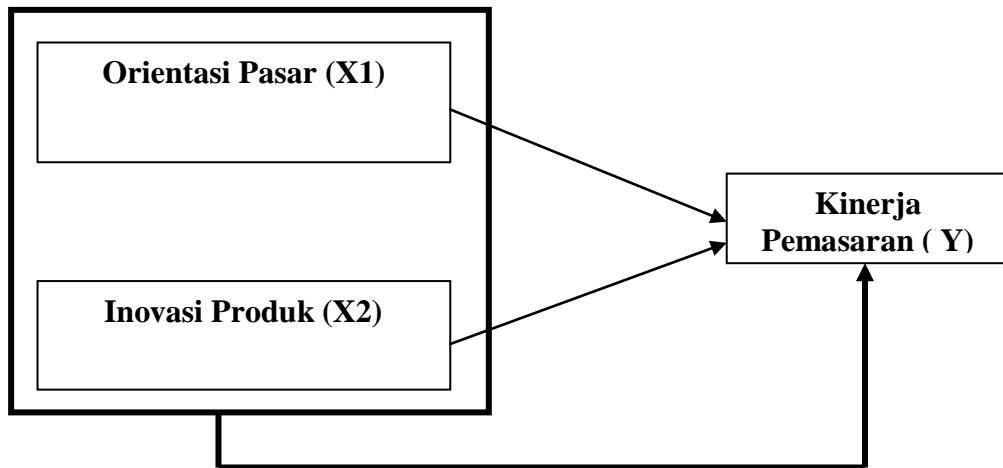 Orientasi Pasar (X1)
Kinerja
Pemasaran ( Y)
Inovasi Produk (X2)